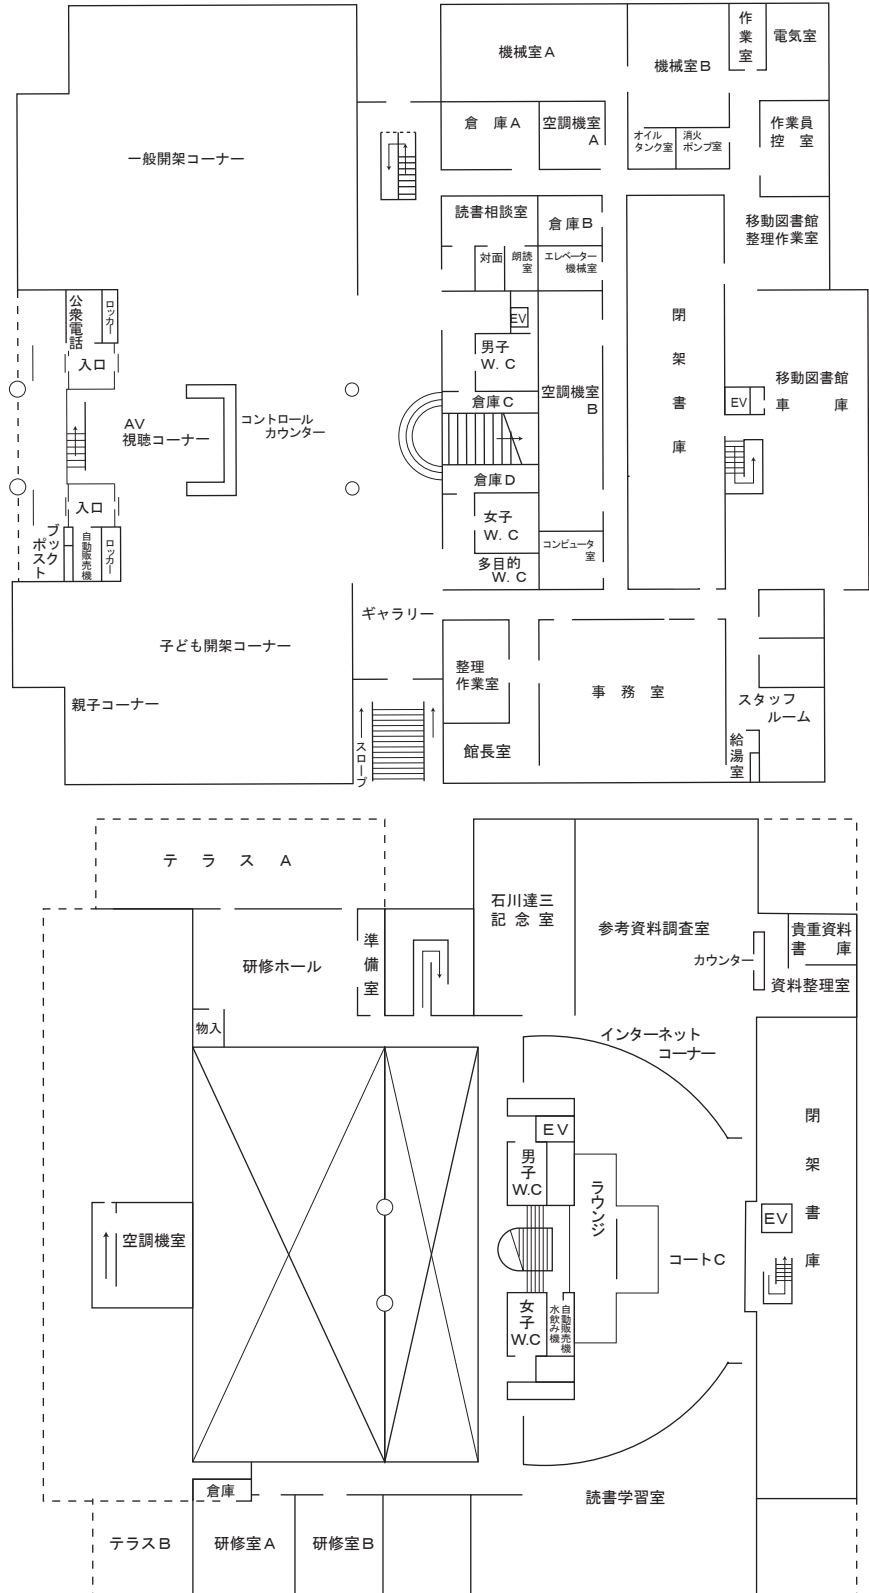 機械室A
機械室B
作業室
電気室
倉 庫A
空調機室
A
オイル
タンク室
消火
ポンプ室
作業員
控 室
一般開架コーナー
読書相談室
倉庫B
移動図書館
整理作業室
対面
朗読
室
エレベーター
機械室
公衆電話
ロッカー
EV
男子
W.C
入口
倉庫C
空調機室
B
閉架書庫
移動図書館
車 庫
EV
AV
視聴コーナー
コントロール
カウンター
倉庫D
入口
女子
W.C
ブック
ポスト
自動販売機
ロッカー
コンピュータ
室
多目的
W.C
ギャラリー
子ども開架コーナー
整理
作業室
事 務 室
親子コーナー
スタッフ
ルーム
スロープ
館長室
給湯室
テ ラ ス A
石川達三
記 念 室
参考資料調査室
準備室
研修ホール
カウンター
貴重資料
書 庫
資料整理室
物入
インターネット
コーナー
EV
男子
W.C
ラウンジ
閉架書庫
EV
空調機室
コートC
女子
W.C
水飲み機
自動販売機
倉庫
読書学習室
テラスB
研修室A
研修室B